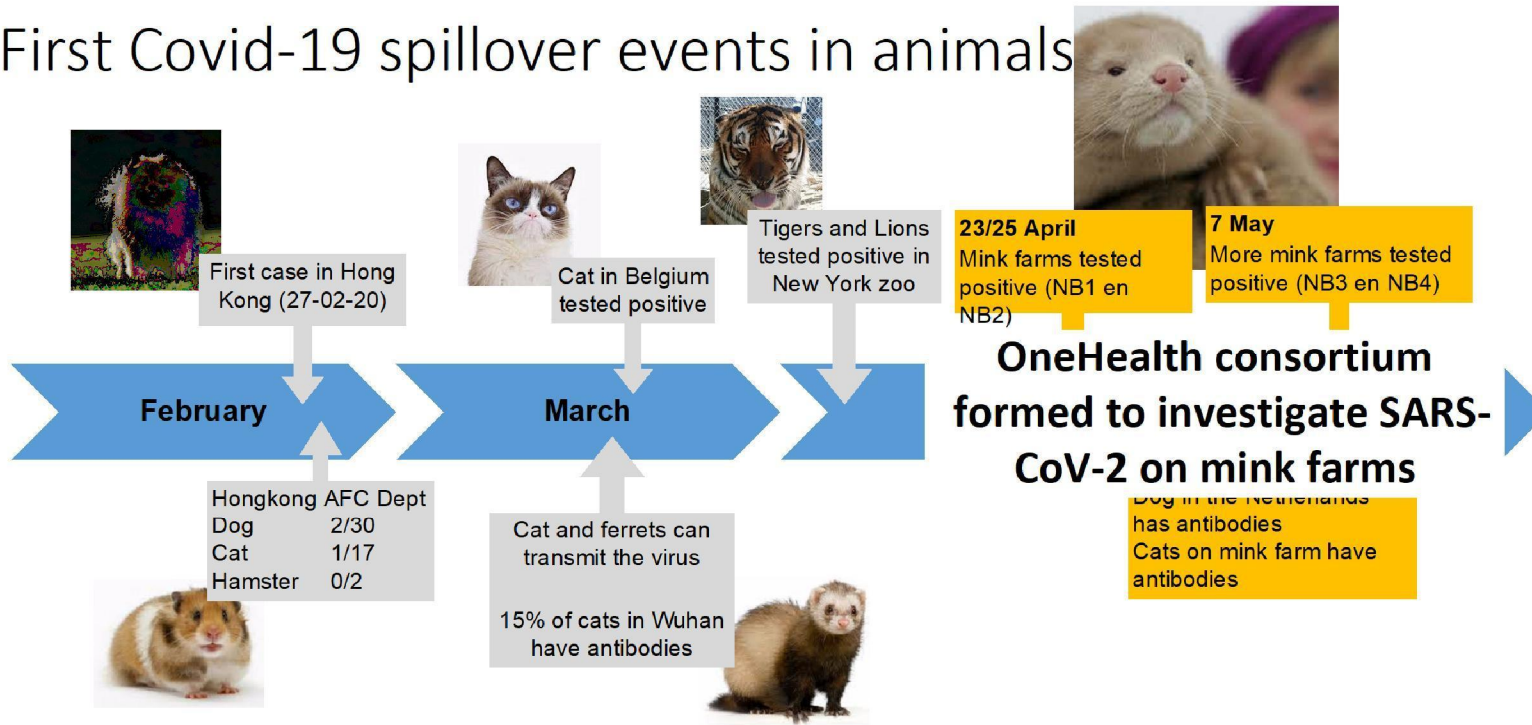 First Covid-19 spillover events in animals
First case in Hong
Kong (27-02-20)
Cat in Belgium
tested positive
Tigers and Lions
tested positive in
New York zoo
23/25 April
Mink farms tested
positive (NB1 en
NB2)
7 May
More mink farms tested
positive (NB3 en NB4)
February
March
OneHealth consortium
formed to investigate SARS-
CoV-2 on mink farms
Hongkong AFC Dept
Dog 2/30
Cat 1/17
Hamster 0/2
Cat and ferrets can
transmit the virus
15% of cats in Wuhan
have antibodies
Dog in the Netherlands
has antibodies
Cats on mink farm have
antibodies